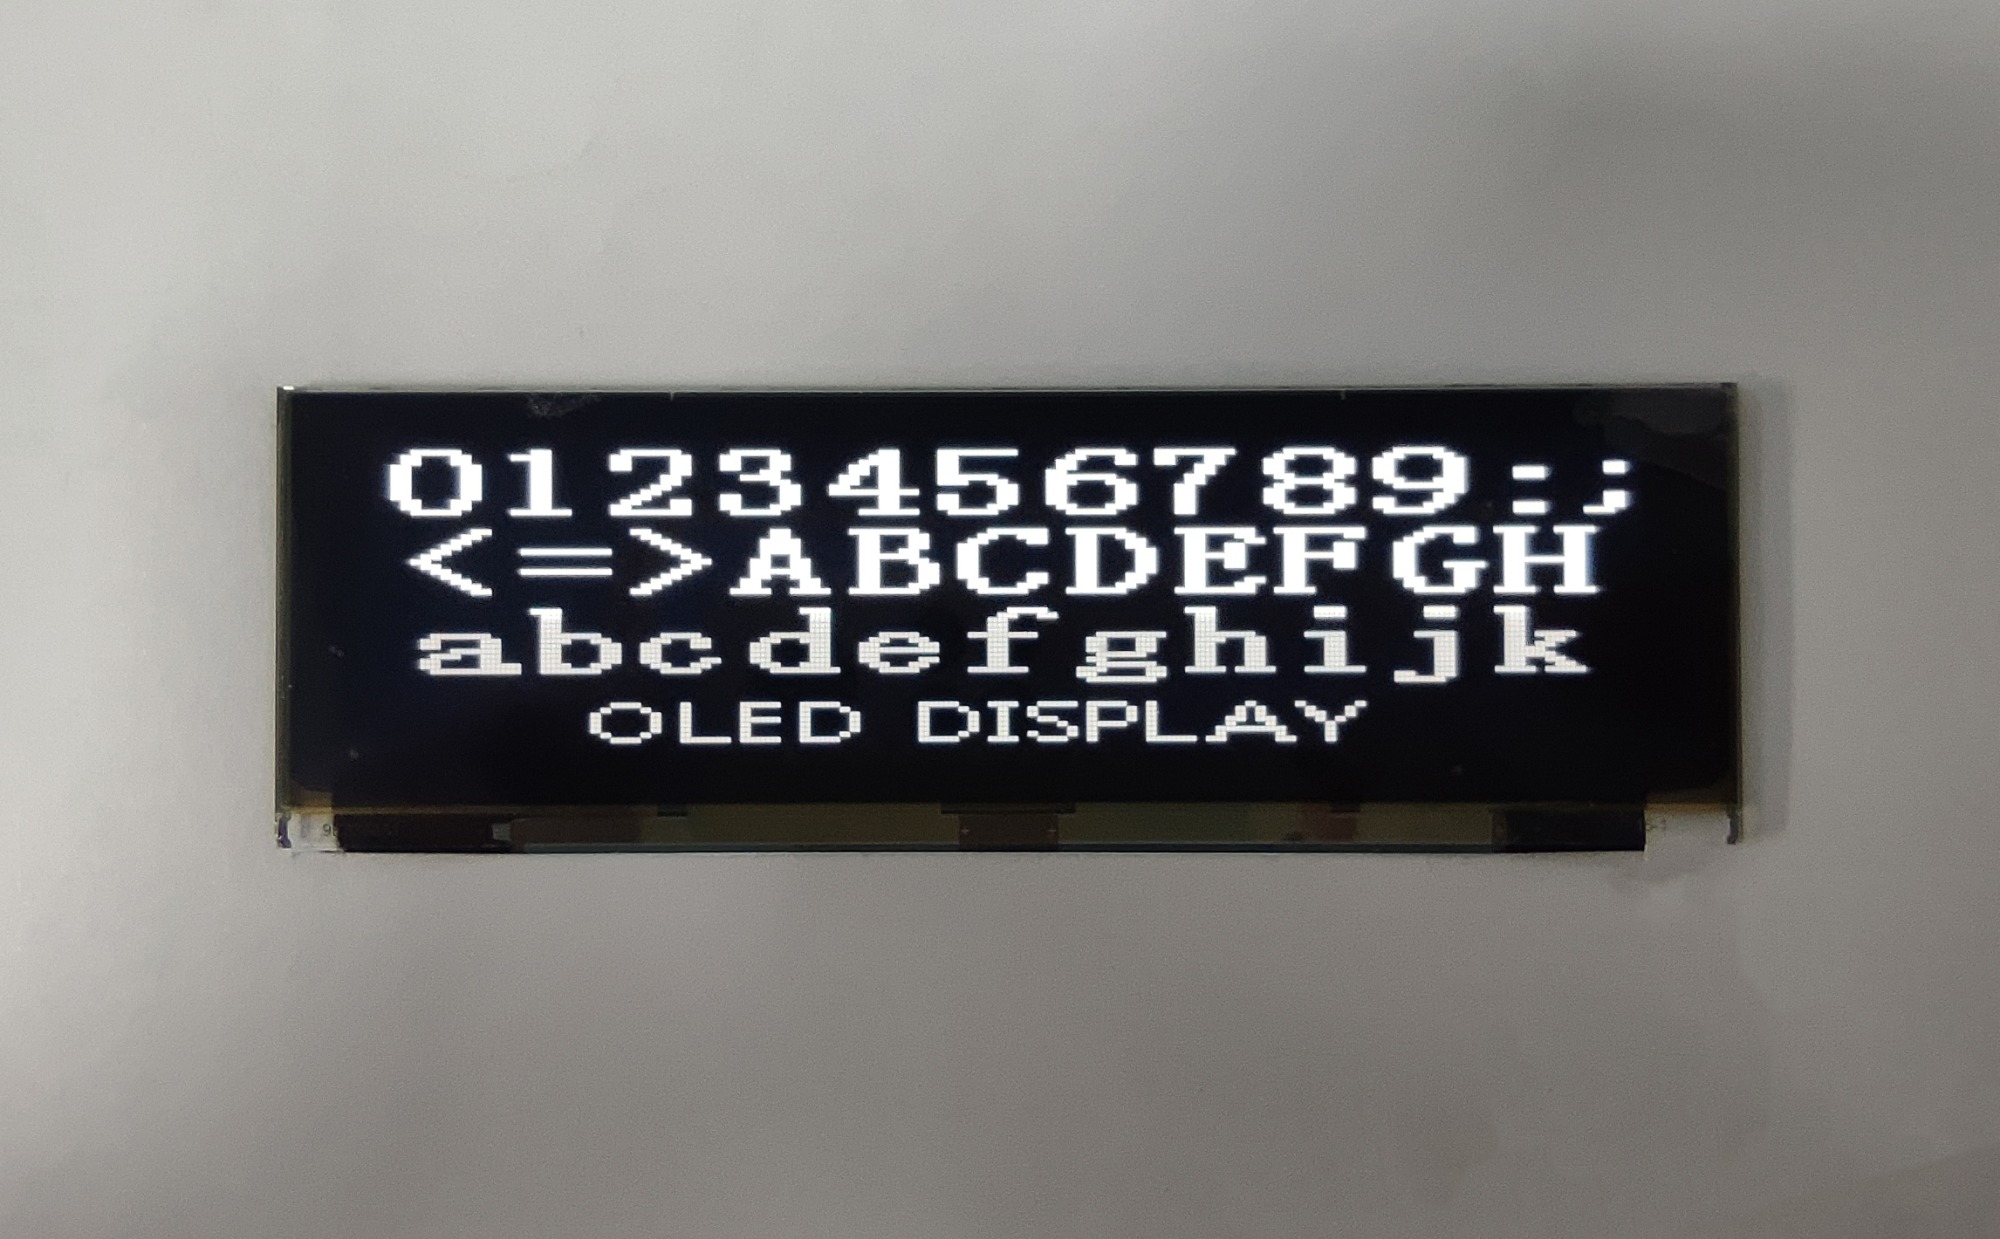 0123456789:;
<=>ABCDEFGH
abcdefghijk
OLED DISPLAY